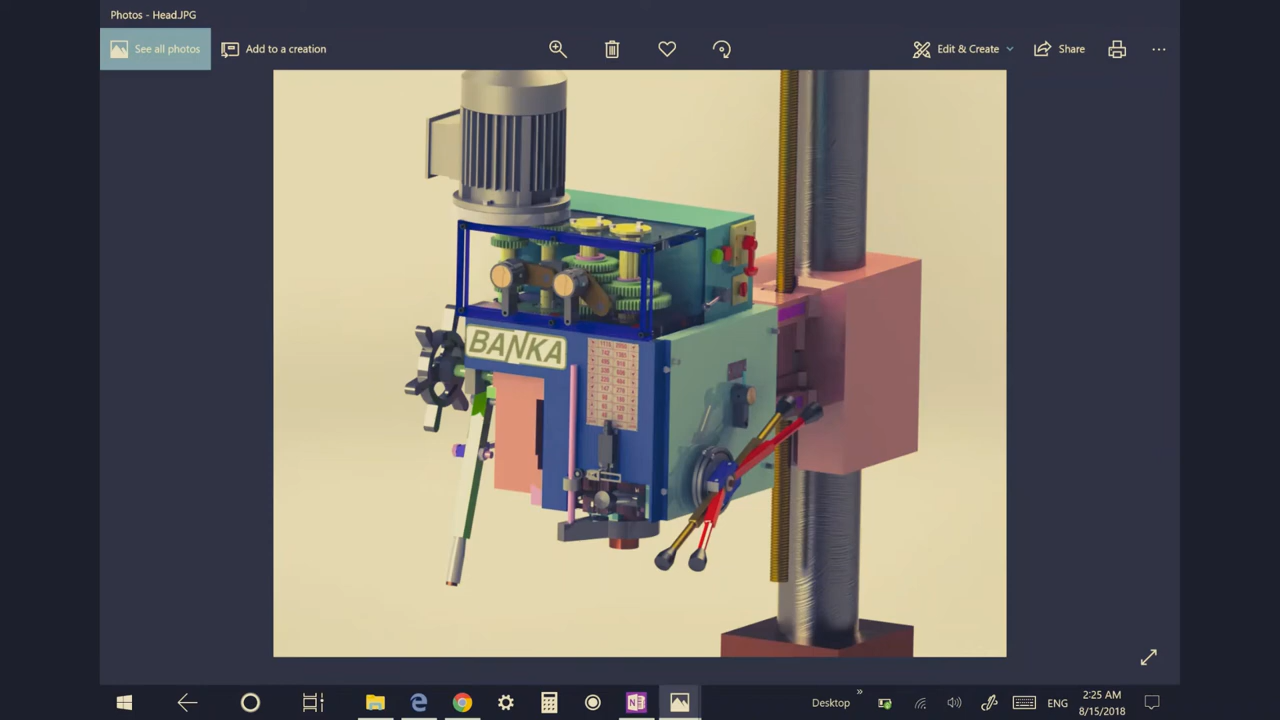 Photos - Head.JPG
See all photos
Add to a creation
Edit & Create
Share
BANKA
Desktop
ENG
2:25 AM
8/15/2018